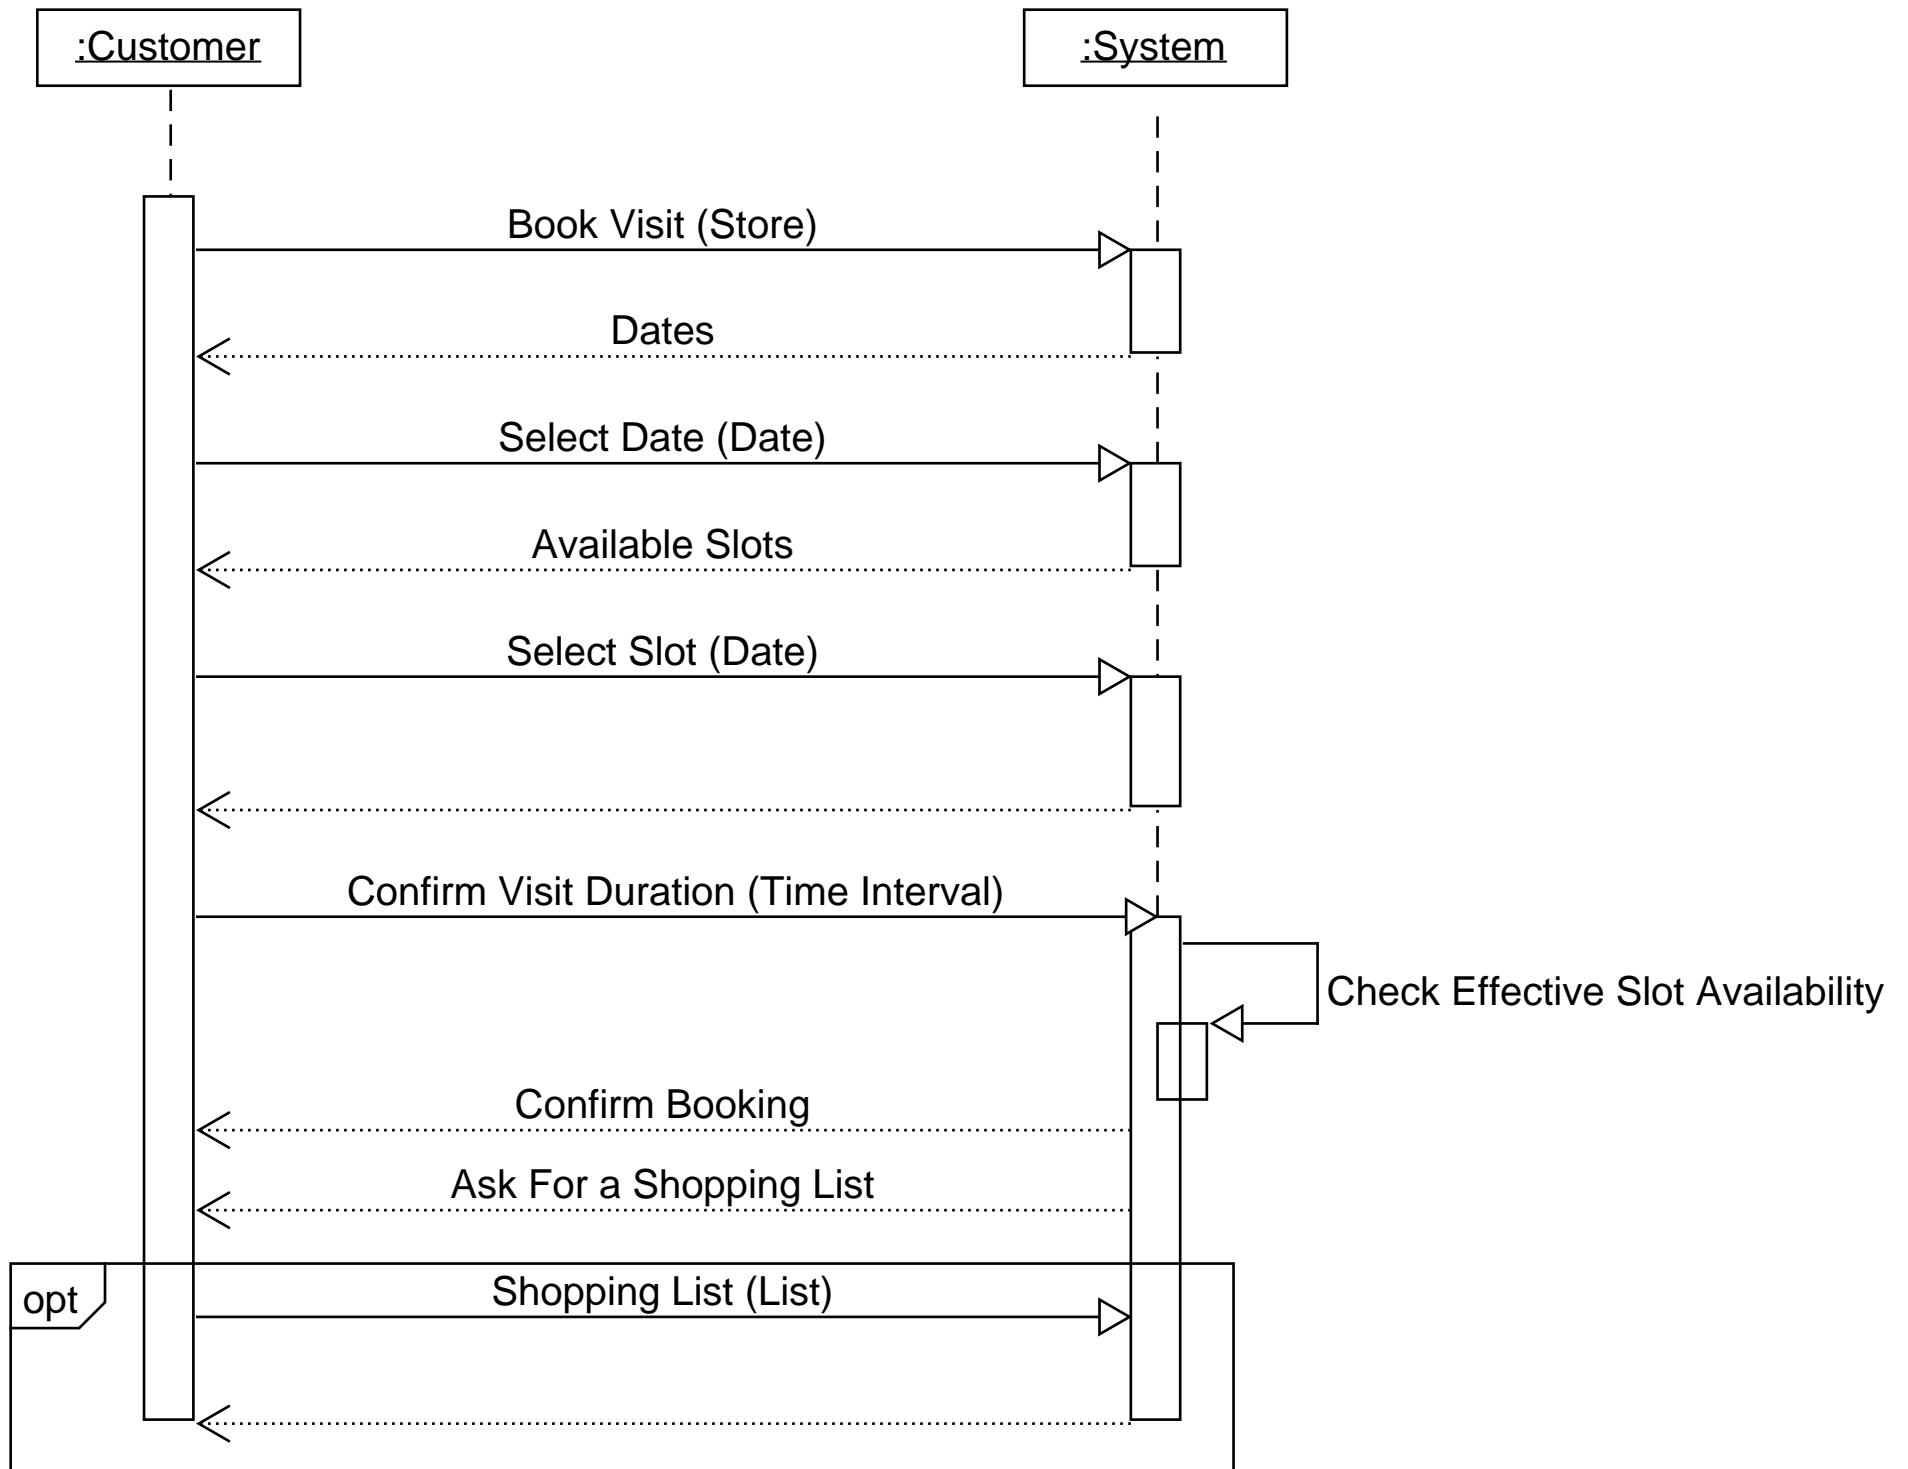 :Customer
:System
Book Visit (Store)
Dates
Select Date (Date)
Available Slots
Select Slot (Date)
Confirm Visit Duration (Time Interval)
Check Effective Slot Availability
Confirm Booking
Ask For a Shopping List
opt
Shopping List (List)